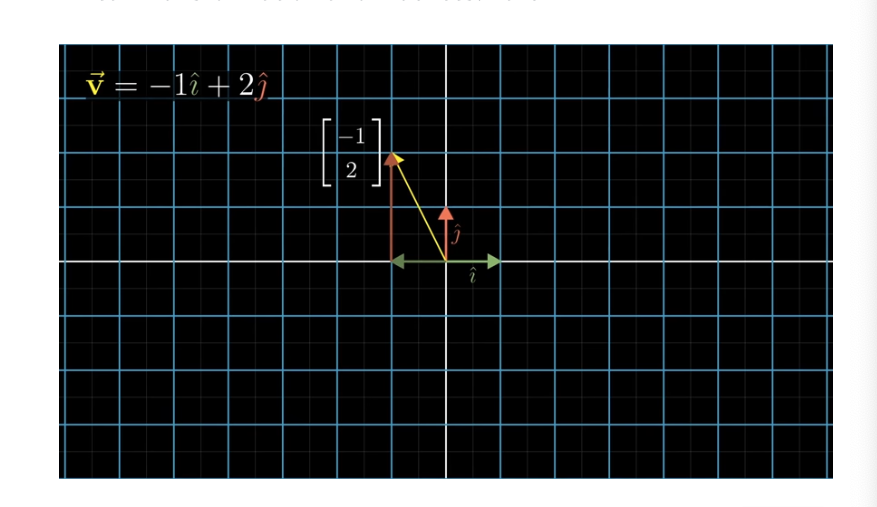 v⃗ = −1î + 2ĵ
[−1
2]
ĵ
î